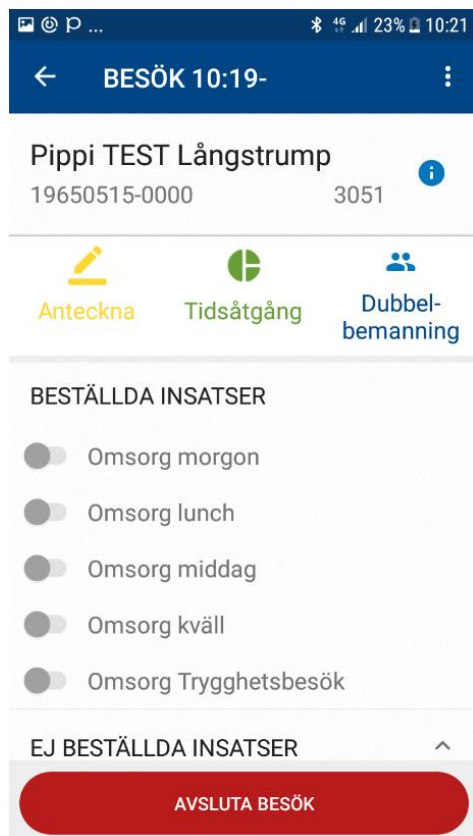 ... 4G 23% 10:21
BESÖK 10:19-
Pippi TEST Långstrump
19650515-0000 3051
Anteckna Tidsåtgång Dubbel-
bemanning
BESTÄLLDA INSATSER
Omsorg morgon
Omsorg lunch
Omsorg middag
Omsorg kväll
Omsorg Trygghetsbesök
EJ BESTÄLLDA INSATSER
AVSLUTA BESÖK